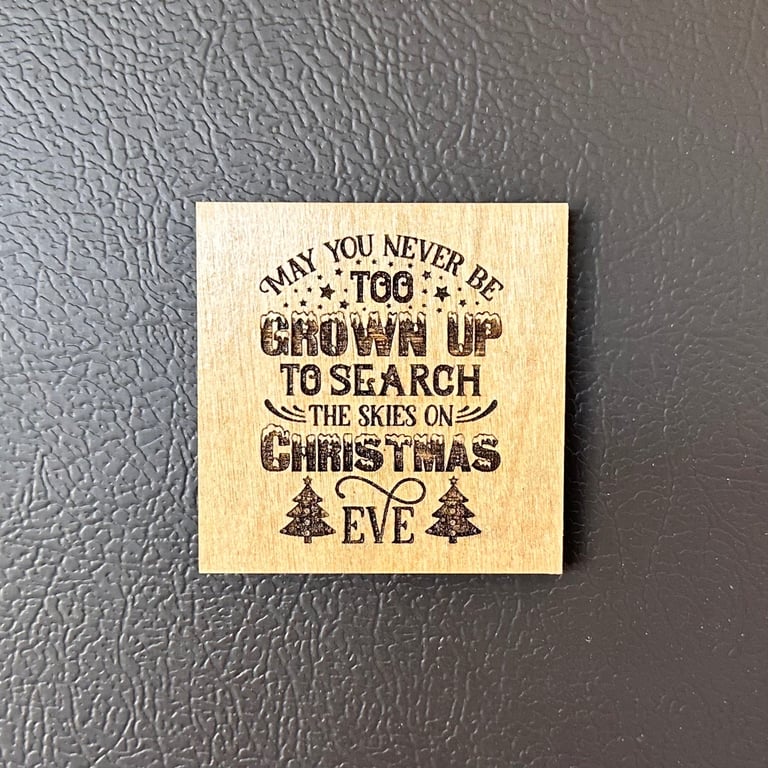 MAY YOU NEVER BE
TOO
GROWN UP
TO SEARCH
THE SKIES ON
CHRISTMAS
EVE